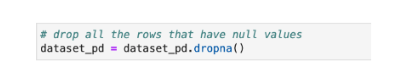 # drop all the rows that have null values
dataset_pd = dataset_pd.dropna()